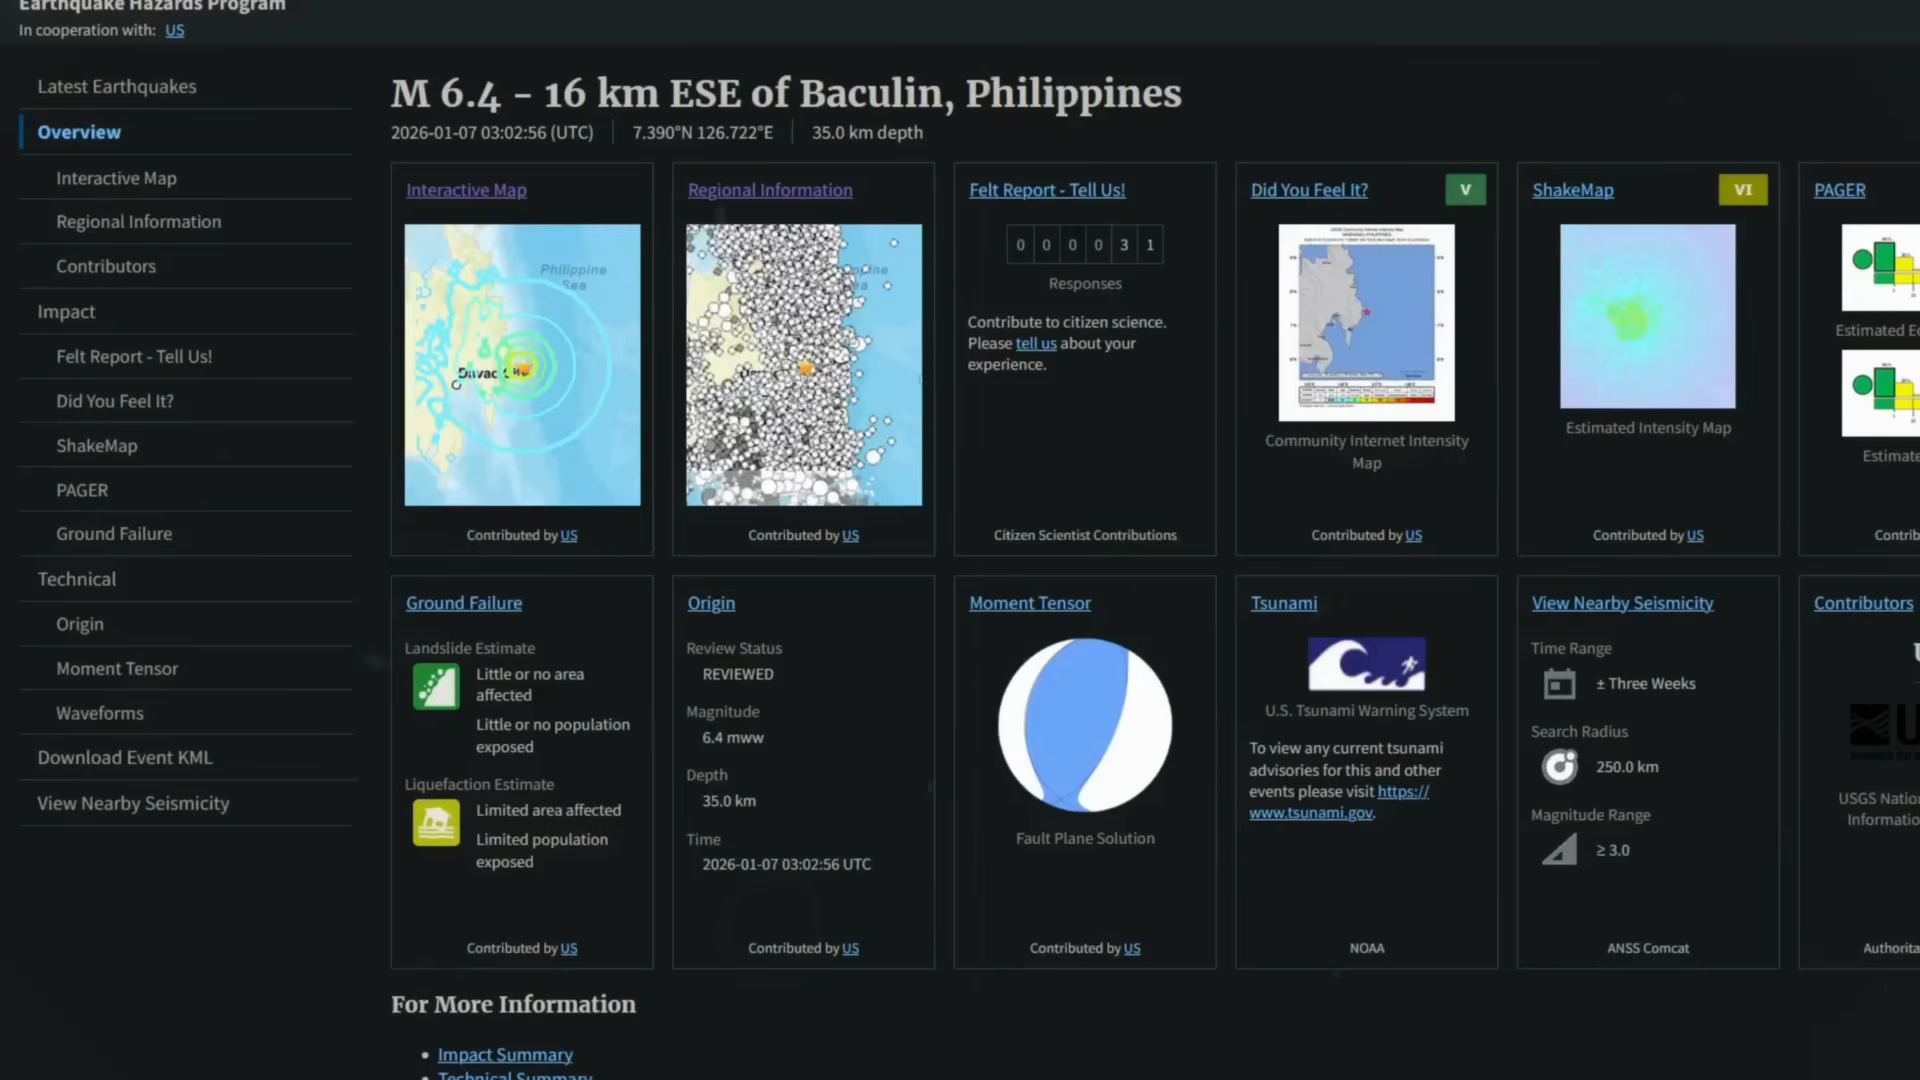 Earthquake Hazards Program
In cooperation with: US
Latest Earthquakes
Overview
Interactive Map
Regional Information
Contributors
Impact
Felt Report - Tell Us!
Did You Feel It?
ShakeMap
PAGER
Ground Failure
Technical
Origin
Moment Tensor
Waveforms
Download Event KML
View Nearby Seismicity
M 6.4 - 16 km ESE of Baculin, Philippines
2026-01-07 03:02:56 (UTC)
7.390°N 126.722°E
35.0 km depth
Interactive Map
Philippine
Sea
Contributed by US
Regional Information
Contributed by US
Felt Report - Tell Us!
0 0 0 0 3 1
Responses
Contribute to citizen science.
Please tell us about your
experience.
Citizen Scientist Contributions
Did You Feel It?
V
Community Internet Intensity
Map
Contributed by US
ShakeMap
VI
Estimated Intensity Map
Contributed by US
PAGER
Ground Failure
Landslide Estimate
Little or no area
affected
Little or no population
exposed
Liquefaction Estimate
Limited area affected
Limited population
exposed
Contributed by US
Origin
Review Status
REVIEWED
Magnitude
6.4 mww
Depth
35.0 km
Time
2026-01-07 03:02:56 UTC
Contributed by US
Moment Tensor
Fault Plane Solution
Contributed by US
Tsunami
U.S. Tsunami Warning System
To view any current tsunami
advisories for this and other
events please visit https://
www.tsunami.gov.
NOAA
View Nearby Seismicity
Time Range
± Three Weeks
Search Radius
250.0 km
Magnitude Range
≥ 3.0
ANSS Comcat
Contributors
USGS
For More Information
Impact Summary
Technical Summary